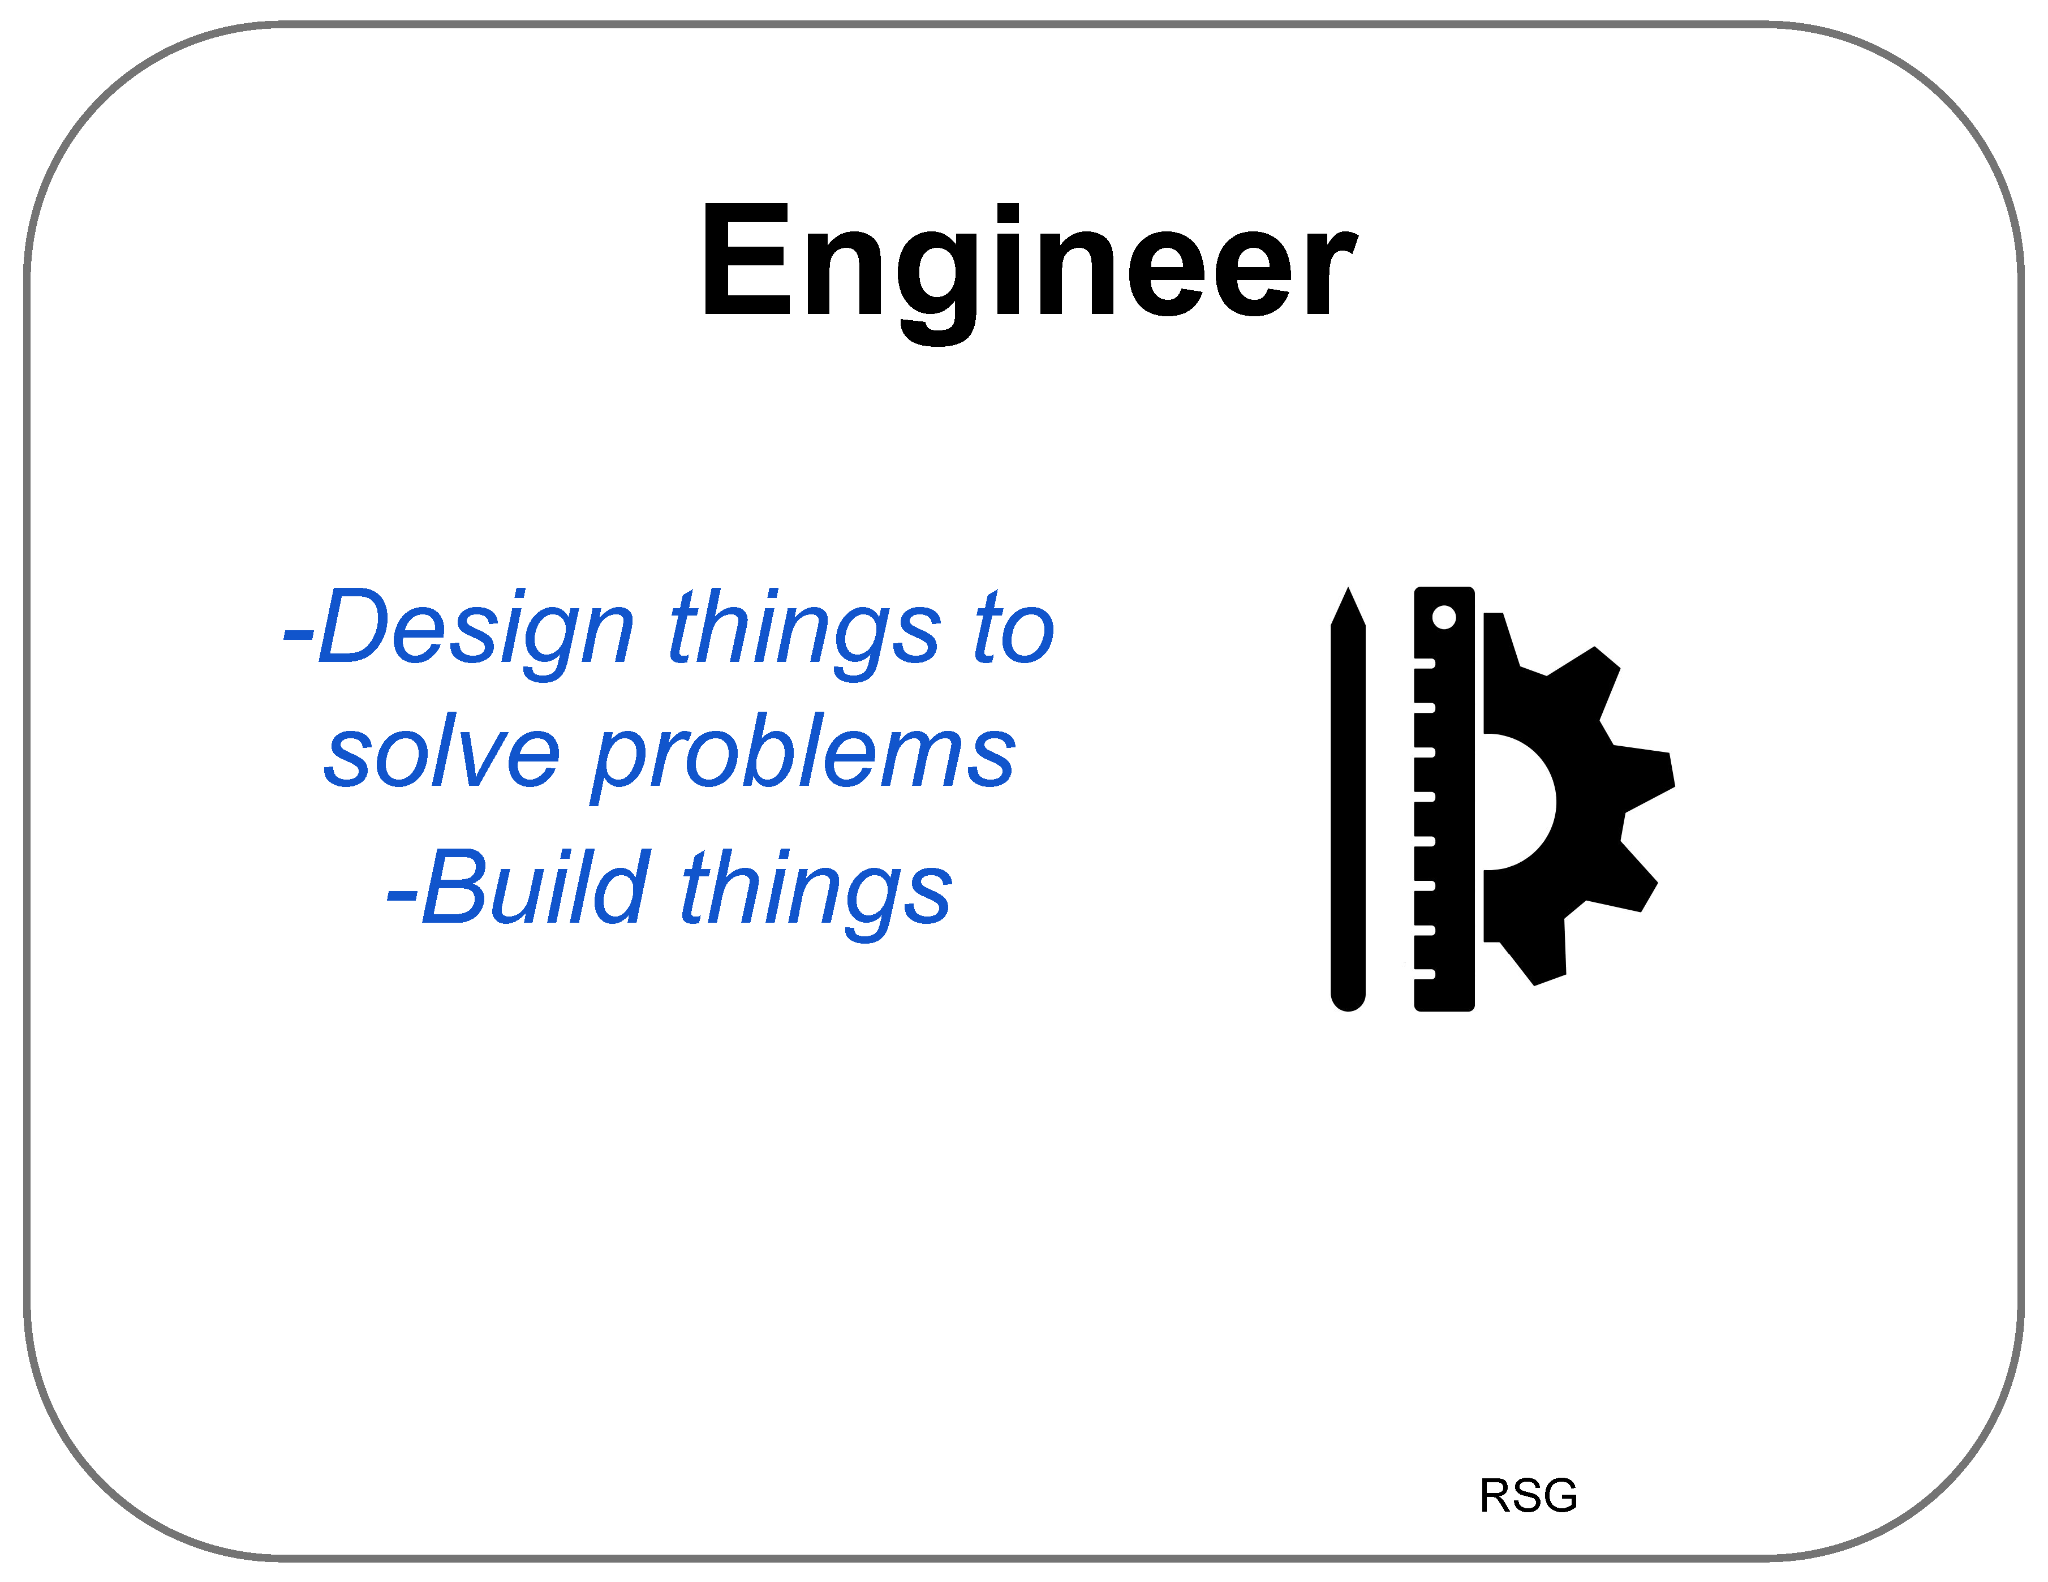 Engineer
-Design things to
solve problems
-Build things
RSG